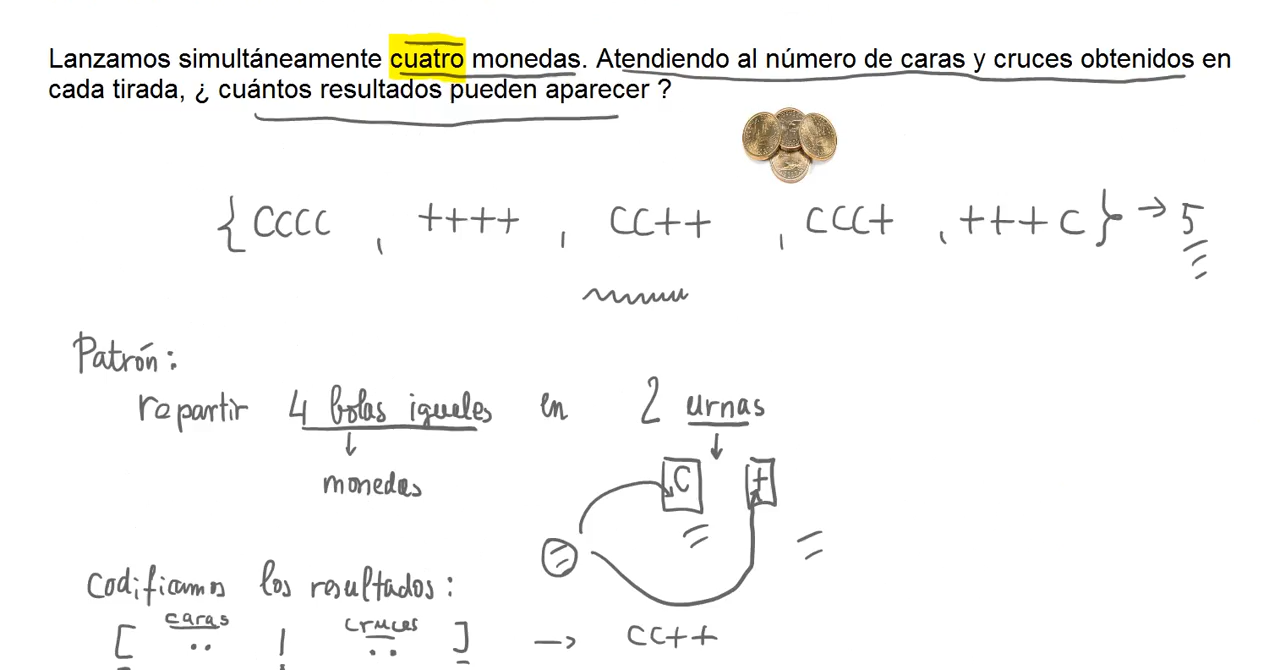 Lanzamos simultáneamente cuatro monedas. Atendiendo al número de caras y cruces obtenidos en
cada tirada, ¿ cuántos resultados pueden aparecer ?
{ CCCC , ++++ , CC++ , CCC+ , +++C } → 5
Patrón:
repartir 4 bolas iguales en 2 urnas
monedas
C +
Codificamos los resultados:
caras cruces
[ ·· | ·· ] → CC++